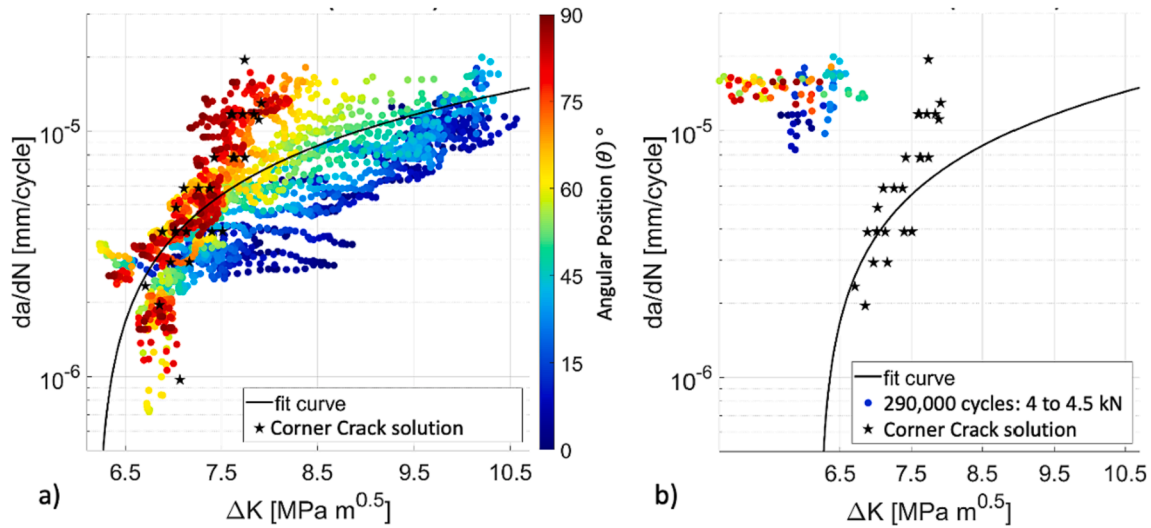 90
75
60
45
30
15
0
Angular Position (θ) °
10^-5
10^-6
da/dN [mm/cycle]
fit curve
Corner Crack solution
6.5 7.5 8.5 9.5 10.5
ΔK [MPa m^0.5]
a)
10^-5
10^-6
da/dN [mm/cycle]
fit curve
290,000 cycles: 4 to 4.5 kN
Corner Crack solution
6.5 7.5 8.5 9.5 10.5
ΔK [MPa m^0.5]
b)